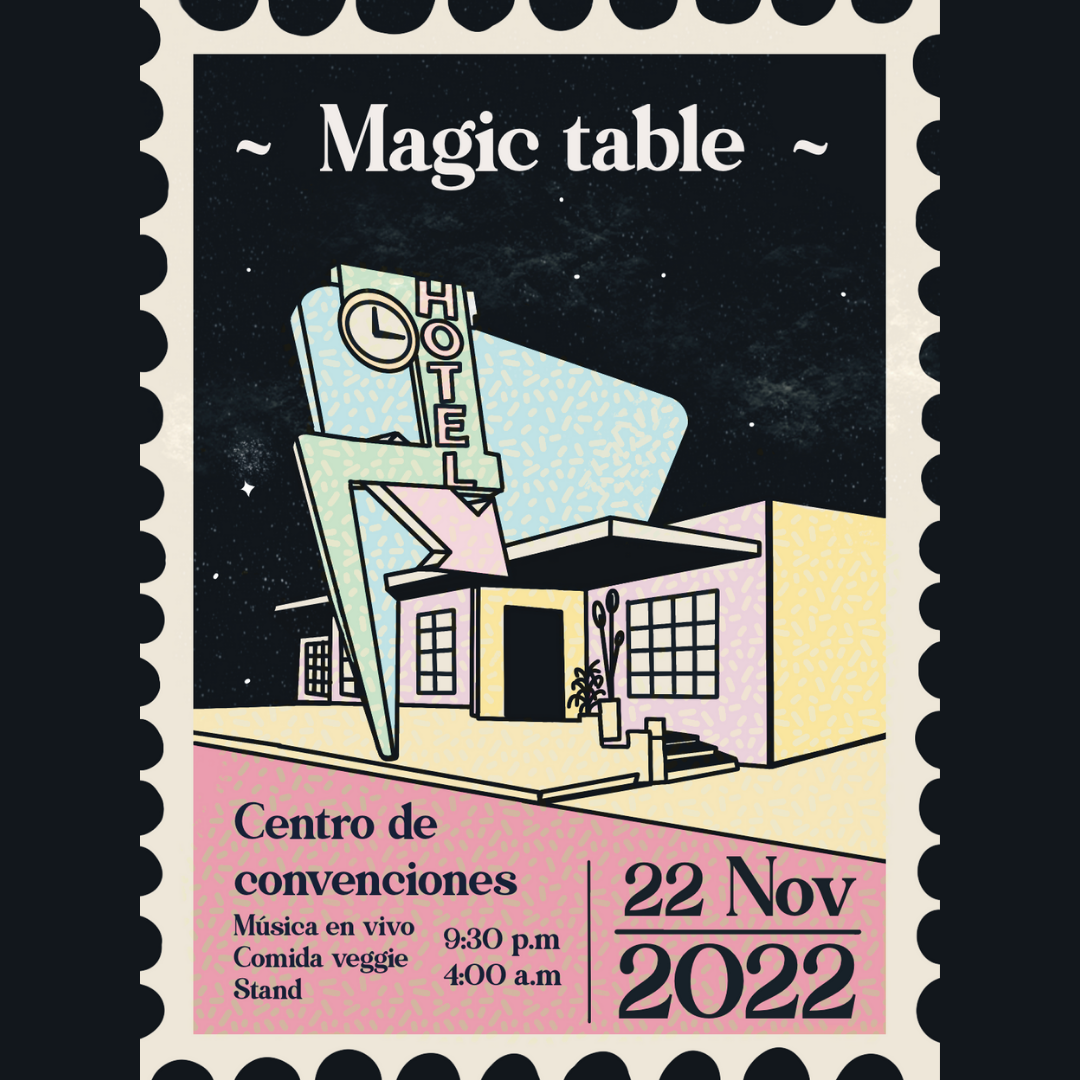 ~ Magic table ~
HOTEL
Centro de
convenciones
Música en vivo
Comida veggie
Stand
9:30 p.m
4:00 a.m
22 Nov
2022